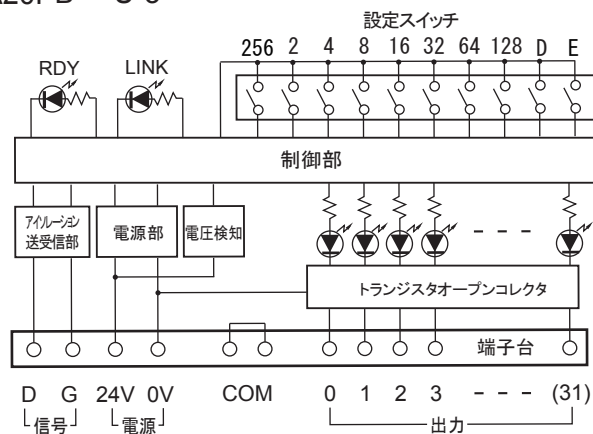 設定スイッチ
256 2 4 8 16 32 64 128 D E
RDY LINK
制御部
アイソレーション
送受信部
電源部
電圧検知
トランジスタオープンコレクタ
端子台
D G 24V 0V COM 0 1 2 3 - - - (31)
信号 電源 出力